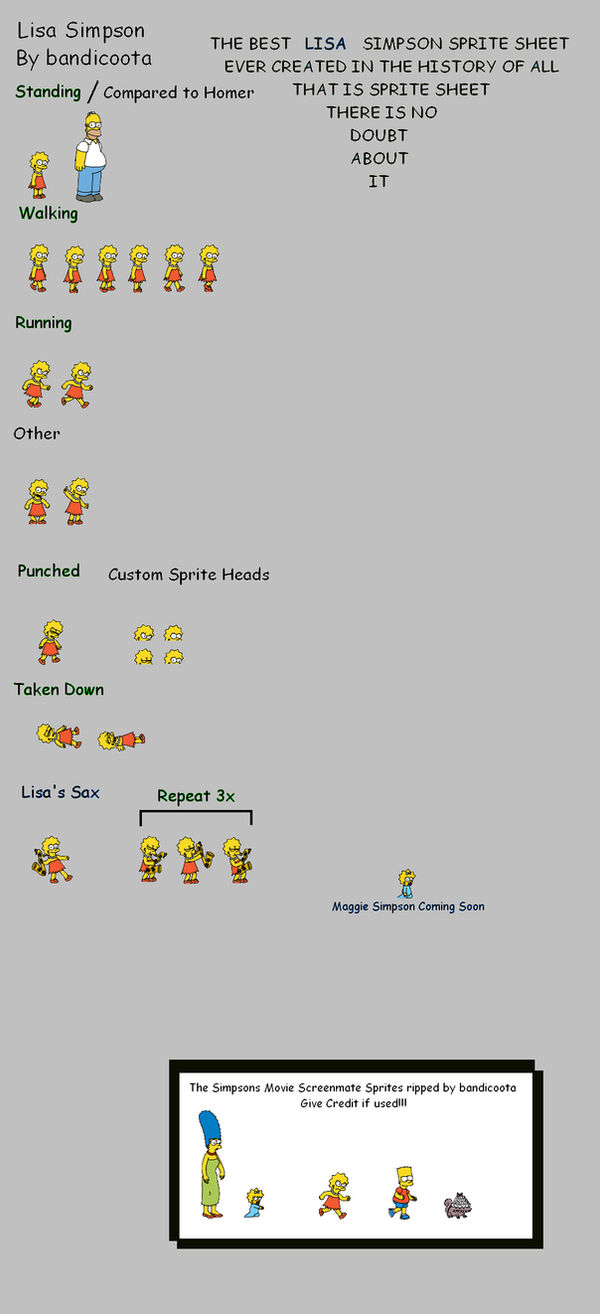 Lisa Simpson
By bandicoota
THE BEST LISA SIMPSON SPRITE SHEET
EVER CREATED IN THE HISTORY OF ALL
THAT IS SPRITE SHEET
THERE IS NO
DOUBT
ABOUT
IT
Standing / Compared to Homer
Walking
Running
Other
Punched
Custom Sprite Heads
Taken Down
Lisa's Sax
Repeat 3x
Maggie Simpson Coming Soon
The Simpsons Movie Screenmate Sprites ripped by bandicoota
Give Credit if used!!!